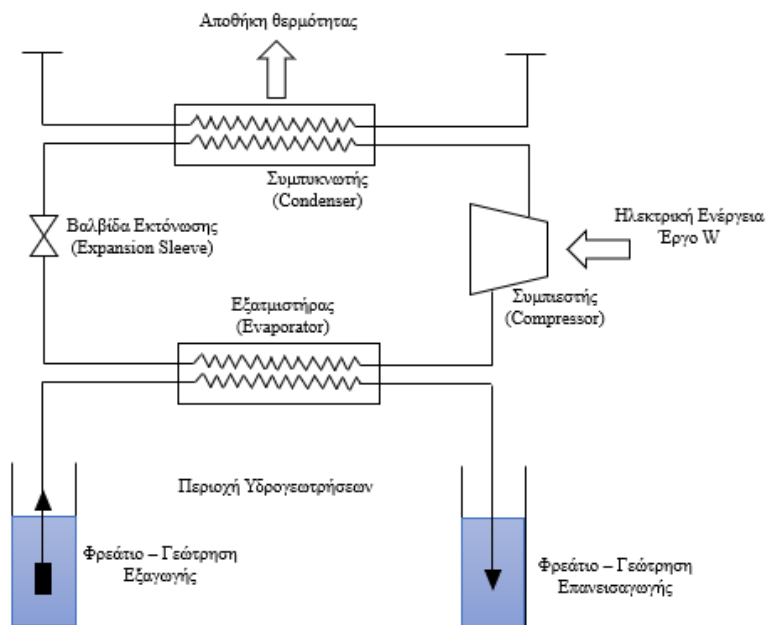 Αποθήκη θερμότητας
Συμπυκνωτής
(Condenser)
Βαλβίδα Εκτόνωσης
(Expansion Sleeve)
Ηλεκτρική Ενέργεια
Έργο W
Εξατμιστήρας
(Evaporator)
Συμπιεστής
(Compressor)
Περιοχή Υδρογεωτρήσεων
Φρεάτιο – Γεώτρηση
Εξαγωγής
Φρεάτιο – Γεώτρηση
Επανεισαγωγής